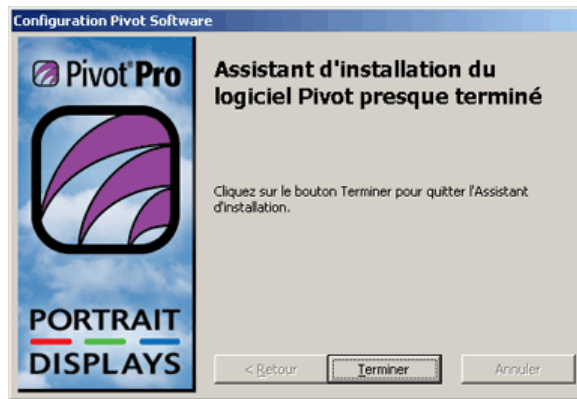 Configuration Pivot Software
Pivot® Pro
Assistant d'installation du
logiciel Pivot presque terminé
Cliquez sur le bouton Terminer pour quitter l'Assistant
d'installation.
PORTRAIT
DISPLAYS
< Retour
Terminer
Annuler